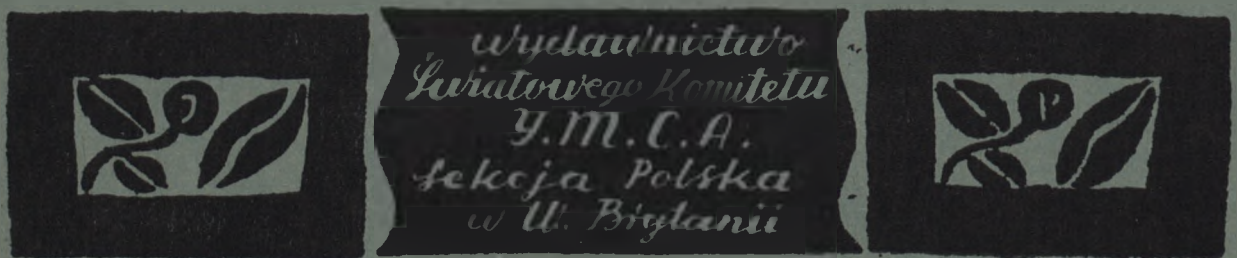 wydawnictwo
Światowego Komitetu
Y.M.C.A.
sekcja Polska
w W. Brytanii